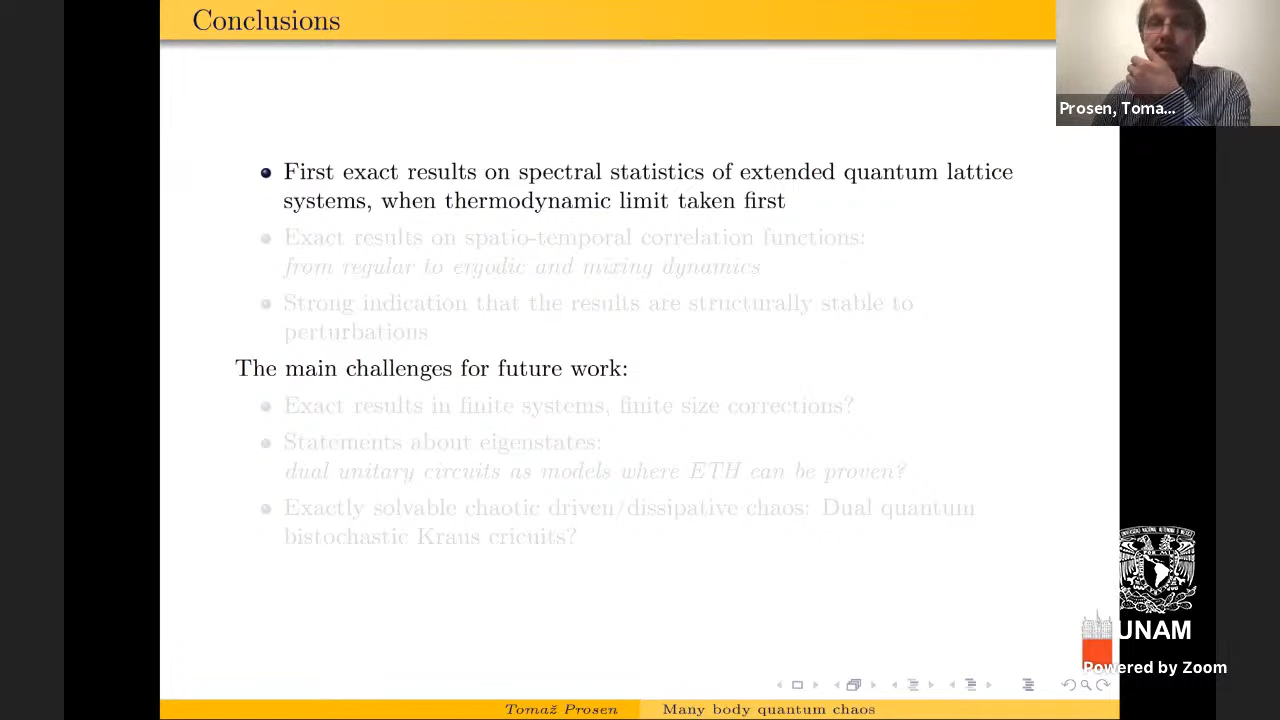 Conclusions
Prosen, Toma...
First exact results on spectral statistics of extended quantum lattice
systems, when thermodynamic limit taken first
Exact results on spatio-temporal correlation functions:
from regular to ergodic and mixing dynamics
Strong indication that the results are structurally stable to
perturbations
The main challenges for future work:
Exact results in finite systems, finite size corrections?
Statements about eigenstates:
dual unitary circuits as models where ETH can be proven?
Exactly solvable chaotic driven/dissipative chaos: Dual quantum
bistochastic Kraus cricuits?
UNAM
Powered by Zoom
Tomaž Prosen
Many body quantum chaos